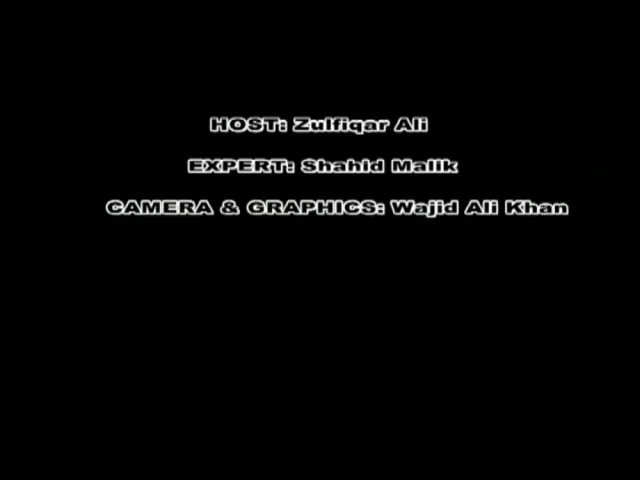 HOST: Zulfiqar Ali
EXPERT: Shahid Malik
CAMERA & GRAPHICS: Wajid Ali Khan